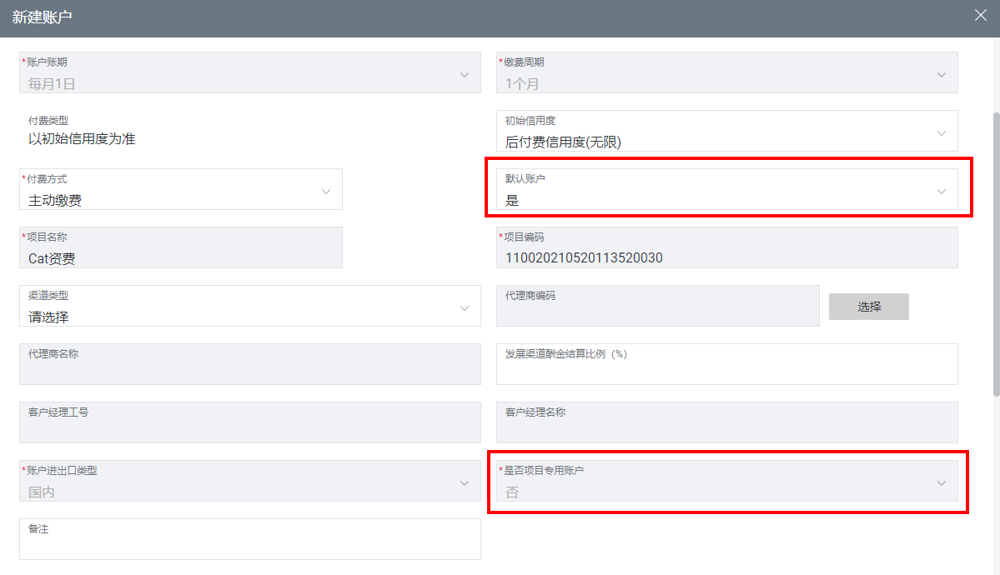 新建账户
*账户账期
每月1日
*缴费周期
1个月
付费类型
以初始信用度为准
初始信用度
后付费信用度(无限)
*付费方式
主动缴费
默认账户
是
*项目名称
Cat资费
*项目编码
110020210520113520030
渠道类型
请选择
代理商编码
选择
代理商名称
发展渠道酬金结算比例（%）
客户经理工号
客户经理名称
*账户进出口类型
国内
*是否项目专用账户
否
备注